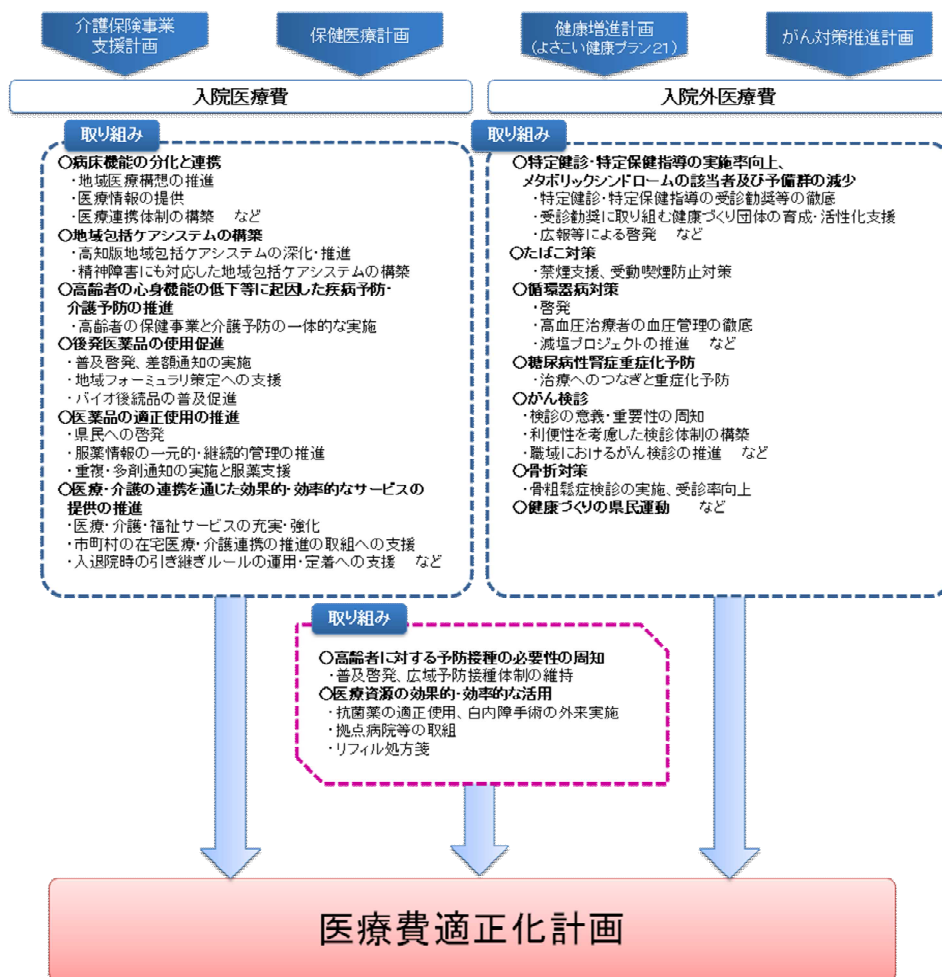 介護保険事業
支援計画
保健医療計画
健康増進計画
(よさこい健康プラン21)
がん対策推進計画
入院医療費
入院外医療費
取り組み
○病床機能の分化と連携
・地域医療構想の推進
・医療情報の提供
・医療連携体制の構築 など
○地域包括ケアシステムの構築
・高知版地域包括ケアシステムの深化・推進
・精神障害にも対応した地域包括ケアシステムの構築
○高齢者の心身機能の低下等に起因した疾病予防・
介護予防の推進
・高齢者の保健事業と介護予防の一体的な実施
○後発医薬品の使用促進
・普及啓発、差額通知の実施
・地域フォーミュラリ策定への支援
・バイオ後続品の普及促進
○医薬品の適正使用の推進
・県民への啓発
・服薬情報の一元的・継続的管理の推進
・重複・多剤通知の実施と服薬支援
○医療・介護の連携を通じた効果的・効率的なサービスの
提供の推進
・医療・介護・福祉サービスの充実・強化
・市町村の在宅医療・介護連携の推進の取組への支援
・入退院時の引き継ぎルールの運用・定着への支援 など
取り組み
○特定健診・特定保健指導の実施率向上、
メタボリックシンドロームの該当者及び予備群の減少
・特定健診・特定保健指導の受診勧奨等の徹底
・受診勧奨に取り組む健康づくり団体の育成・活性化支援
・広報等による啓発 など
○たばこ対策
・禁煙支援、受動喫煙防止対策
○循環器病対策
・啓発
・高血圧治療者の血圧管理の徹底
・減塩プロジェクトの推進 など
○糖尿病性腎症重症化予防
・治療へのつなぎと重症化予防
○がん検診
・検診の意義・重要性の周知
・利便性を考慮した検診体制の構築
・職域におけるがん検診の推進 など
○骨折対策
・骨粗鬆症検診の実施、受診率向上
○健康づくりの県民運動 など
取り組み
○高齢者に対する予防接種の必要性の周知
・普及啓発、広域予防接種体制の維持
○医療資源の効果的・効率的な活用
・抗菌薬の適正使用、白内障手術の外来実施
・拠点病院等の取組
・リフィル処方箋
医療費適正化計画